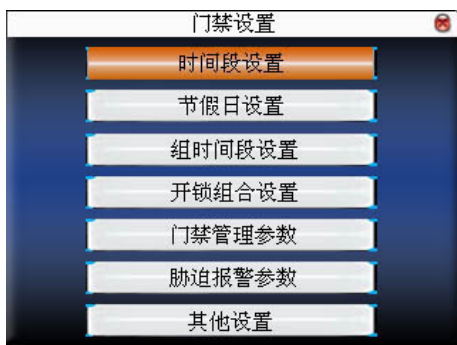 门禁设置
时间段设置
节假日设置
组时间段设置
开锁组合设置
门禁管理参数
胁迫报警参数
其他设置